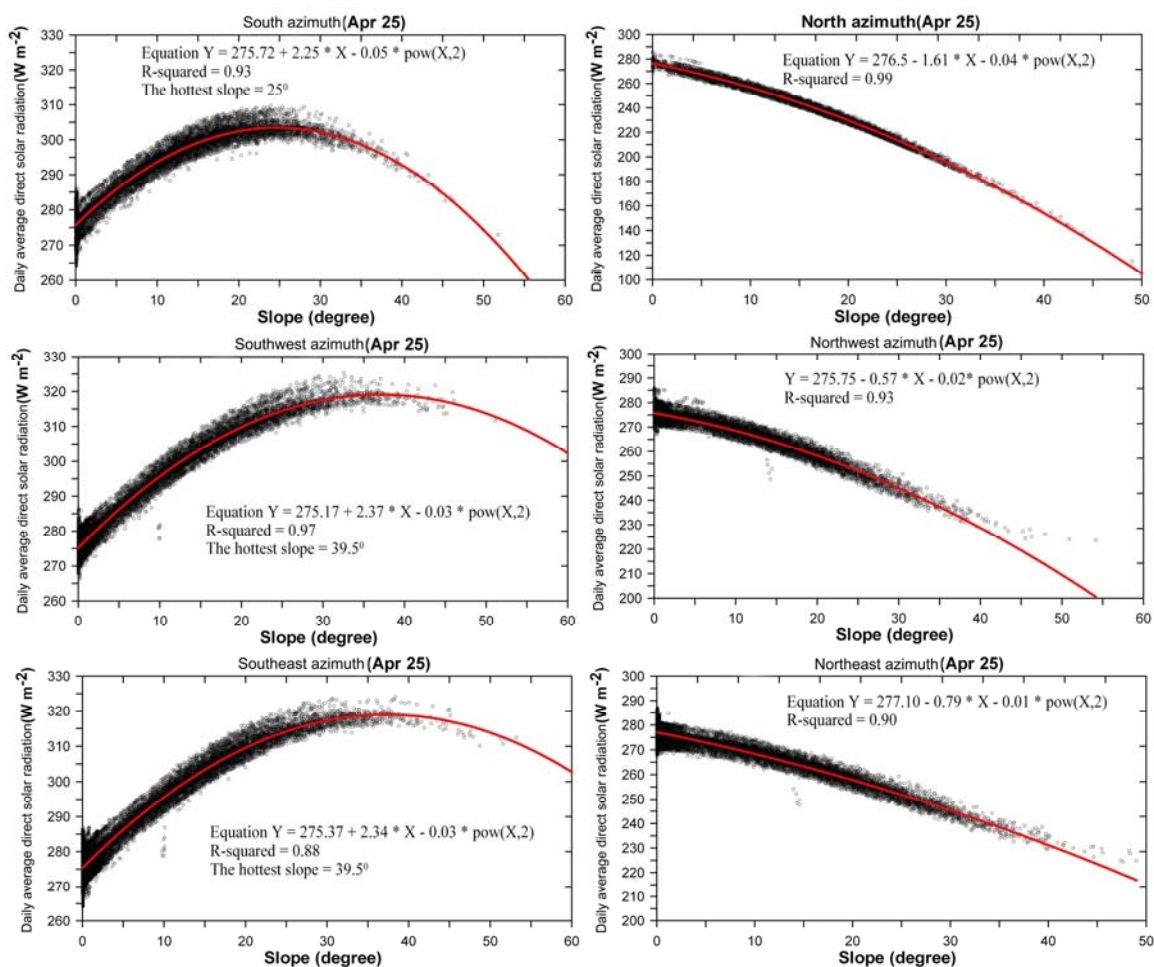 South azimuth(Apr 25)
Equation Y = 275.72 + 2.25 * X - 0.05 * pow(X,2)
R-squared = 0.93
The hottest slope = 25⁰
Daily average direct solar radiation(W m-2)
330
320
310
300
290
280
270
260
0 10 20 30 40 50 60
Slope (degree)
North azimuth(Apr 25)
Equation Y = 276.5 - 1.61 * X - 0.04 * pow(X,2)
R-squared = 0.99
Daily average direct solar radiation(W m-2)
300
280
260
240
220
200
180
160
140
120
100
0 10 20 30 40 50
Slope (degree)
Southwest azimuth(Apr 25)
Equation Y = 275.17 + 2.37 * X - 0.03 * pow(X,2)
R-squared = 0.97
The hottest slope = 39.5⁰
Daily average direct solar radiation(W m-2)
330
320
310
300
290
280
270
260
0 10 20 30 40 50 60
Slope (degree)
Northwest azimuth(Apr 25)
Y = 275.75 - 0.57 * X - 0.02* pow(X,2)
R-squared = 0.93
Daily average direct solar radiation(W m-2)
300
290
280
270
260
250
240
230
220
210
200
0 10 20 30 40 50 60
Slope (degree)
Southeast azimuth(Apr 25)
Equation Y = 275.37 + 2.34 * X - 0.03 * pow(X,2)
R-squared = 0.88
The hottest slope = 39.5⁰
Daily average direct solar radiation(W m-2)
330
320
310
300
290
280
270
260
0 10 20 30 40 50 60
Slope (degree)
Northeast azimuth(Apr 25)
Equation Y = 277.10 - 0.79 * X - 0.01 * pow(X,2)
R-squared = 0.90
Daily average direct solar radiation(W m-2)
300
290
280
270
260
250
240
230
220
210
200
0 10 20 30 40 50
Slope (degree)